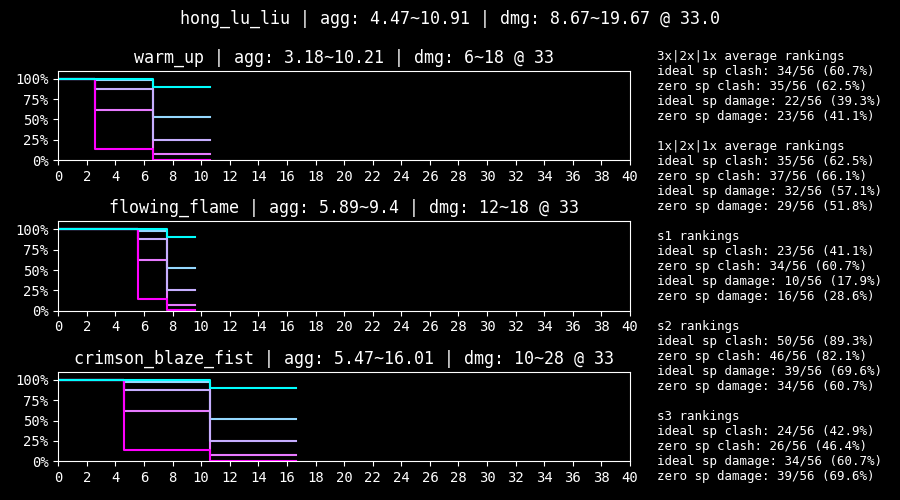 hong_lu_liu | agg: 4.47~10.91 | dmg: 8.67~19.67 @ 33.0
warm_up | agg: 3.18~10.21 | dmg: 6~18 @ 33
100%
75%
50%
25%
0%
0 2 4 6 8 10 12 14 16 18 20 22 24 26 28 30 32 34 36 38 40
flowing_flame | agg: 5.89~9.4 | dmg: 12~18 @ 33
100%
75%
50%
25%
0%
0 2 4 6 8 10 12 14 16 18 20 22 24 26 28 30 32 34 36 38 40
crimson_blaze_fist | agg: 5.47~16.01 | dmg: 10~28 @ 33
100%
75%
50%
25%
0%
0 2 4 6 8 10 12 14 16 18 20 22 24 26 28 30 32 34 36 38 40
3x|2x|1x average rankings
ideal sp clash: 34/56 (60.7%)
zero sp clash: 35/56 (62.5%)
ideal sp damage: 22/56 (39.3%)
zero sp damage: 23/56 (41.1%)
1x|2x|1x average rankings
ideal sp clash: 35/56 (62.5%)
zero sp clash: 37/56 (66.1%)
ideal sp damage: 32/56 (57.1%)
zero sp damage: 29/56 (51.8%)
s1 rankings
ideal sp clash: 23/56 (41.1%)
zero sp clash: 34/56 (60.7%)
ideal sp damage: 10/56 (17.9%)
zero sp damage: 16/56 (28.6%)
s2 rankings
ideal sp clash: 50/56 (89.3%)
zero sp clash: 46/56 (82.1%)
ideal sp damage: 39/56 (69.6%)
zero sp damage: 34/56 (60.7%)
s3 rankings
ideal sp clash: 24/56 (42.9%)
zero sp clash: 26/56 (46.4%)
ideal sp damage: 34/56 (60.7%)
zero sp damage: 39/56 (69.6%)